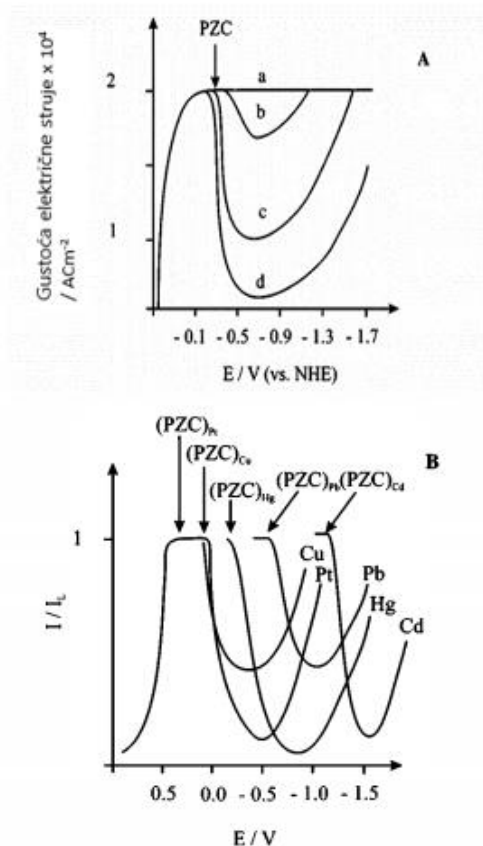 PZC
A
2
a
b
Gustoća električne struje x 10⁴
/ ACm⁻²
1
c
d
- 0.1 - 0.5 - 0.9 - 1.3 - 1.7
E / V (vs. NHE)
(PZC)Pt
B
(PZC)Cu
(PZC)Hg
(PZC)Pb (PZC)Cd
1
Cu
Pt
Pb
Hg
Cd
I / I_L
1
0.5 0.0 - 0.5 - 1.0 - 1.5
E / V